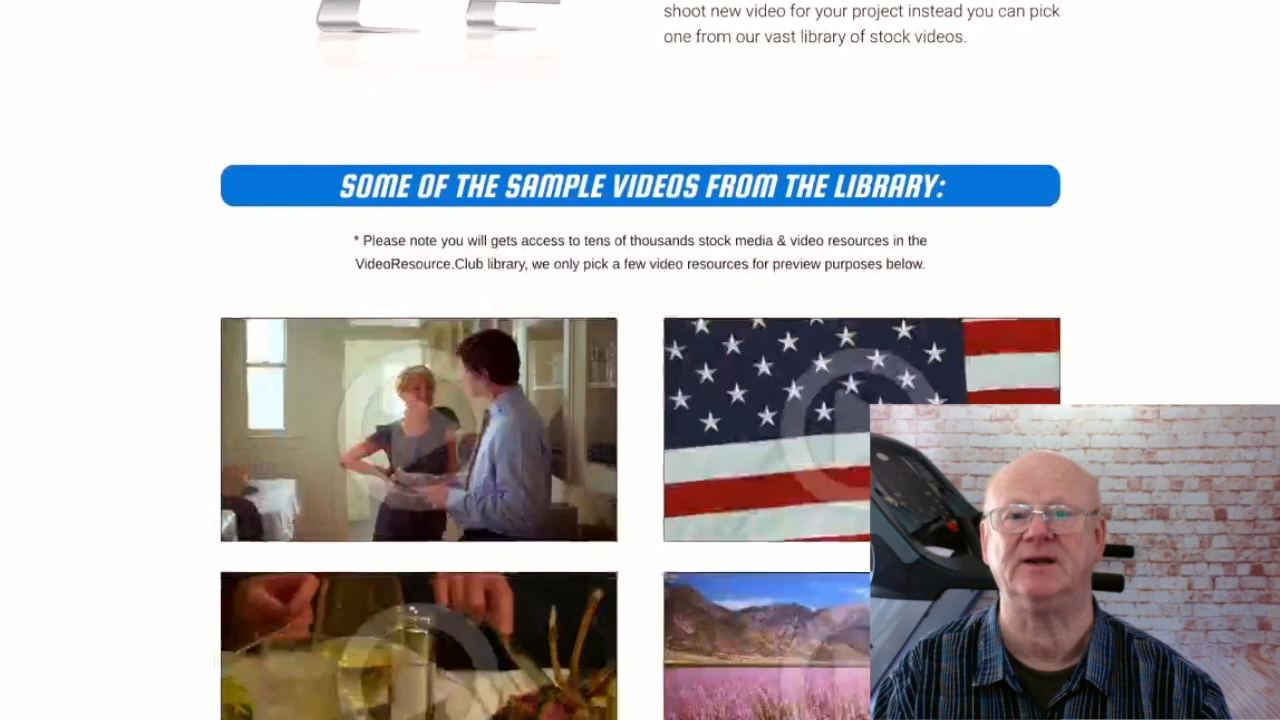 shoot new video for your project instead you can pick
one from our vast library of stock videos.
SOME OF THE SAMPLE VIDEOS FROM THE LIBRARY:
* Please note you will gets access to tens of thousands stock media & video resources in the
VideoResource.Club library, we only pick a few video resources for preview purposes below.